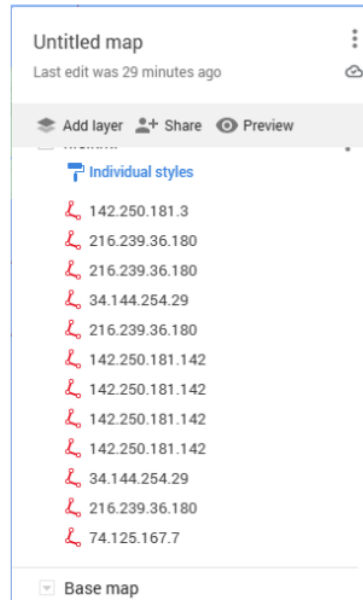 Untitled map
Last edit was 29 minutes ago
Add layer Share Preview
Individual styles
142.250.181.3
216.239.36.180
216.239.36.180
34.144.254.29
216.239.36.180
142.250.181.142
142.250.181.142
142.250.181.142
142.250.181.142
34.144.254.29
216.239.36.180
74.125.167.7
Base map